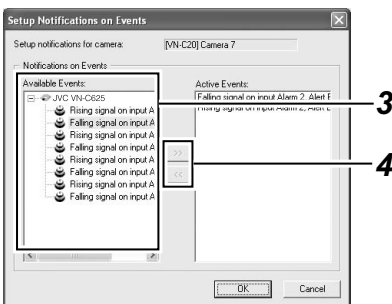 Setup Notifications on Events
Setup notifications for camera: [VN-C20] Camera 7
Notifications on Events
Available Events:
Active Events:
JVC VN-C625
Rising signal on input A
Falling signal on input A
Rising signal on input A
Falling signal on input A
Rising signal on input A
Falling signal on input A
Rising signal on input A
Falling signal on input A
Falling signal on input Alarm 2, Alert E
Rising signal on input Alarm 2, Alert E
>>
<<
3
4
OK
Cancel